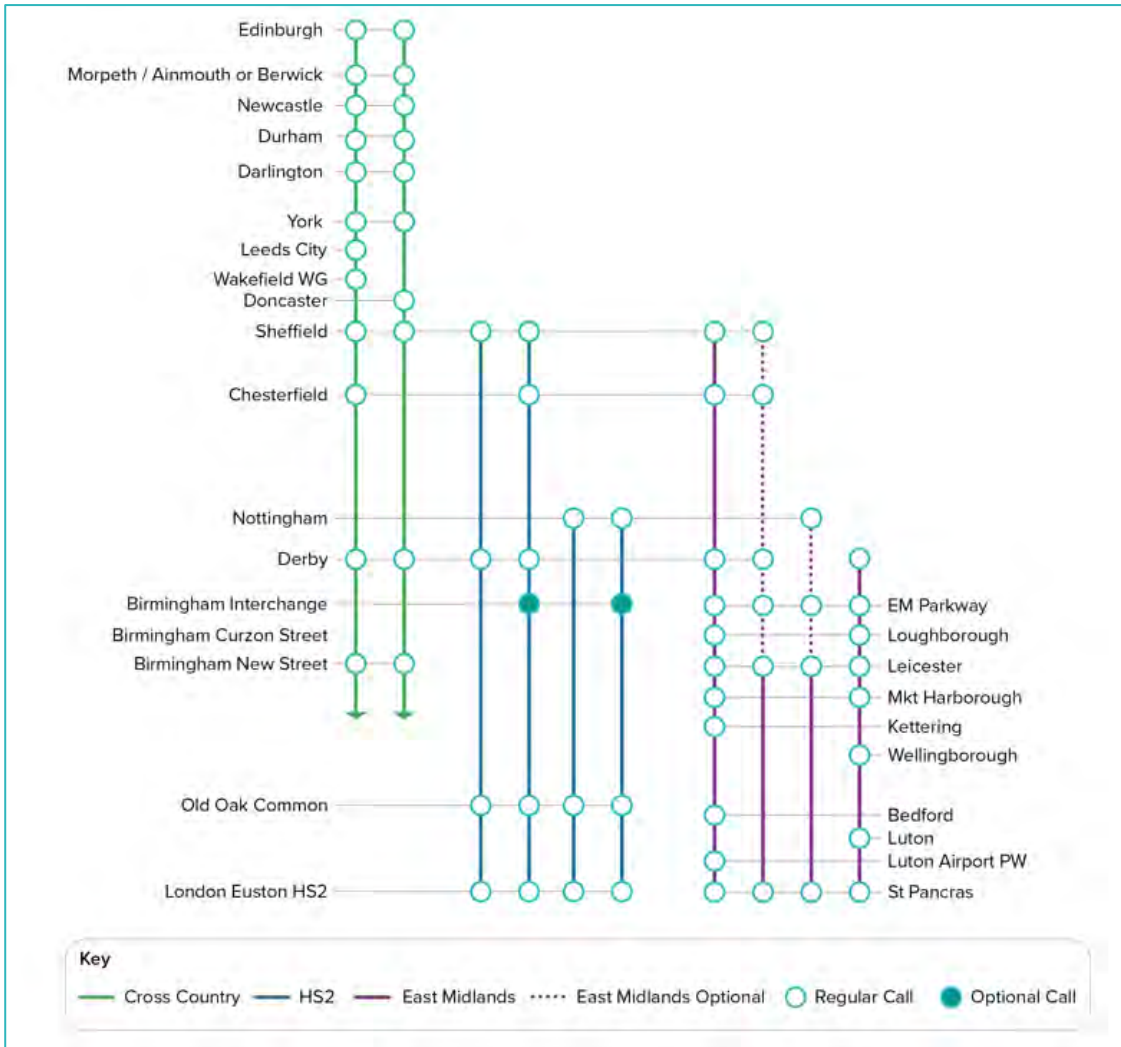 Edinburgh
Morpeth / Ainmouth or Berwick
Newcastle
Durham
Darlington
York
Leeds City
Wakefield WG
Doncaster
Sheffield
Chesterfield
Nottingham
Derby
Birmingham Interchange
EM Parkway
Birmingham Curzon Street
Loughborough
Birmingham New Street
Leicester
Mkt Harborough
Kettering
Wellingborough
Old Oak Common
Bedford
Luton
Luton Airport PW
London Euston HS2
St Pancras
Key
Cross Country HS2 East Midlands East Midlands Optional Regular Call Optional Call